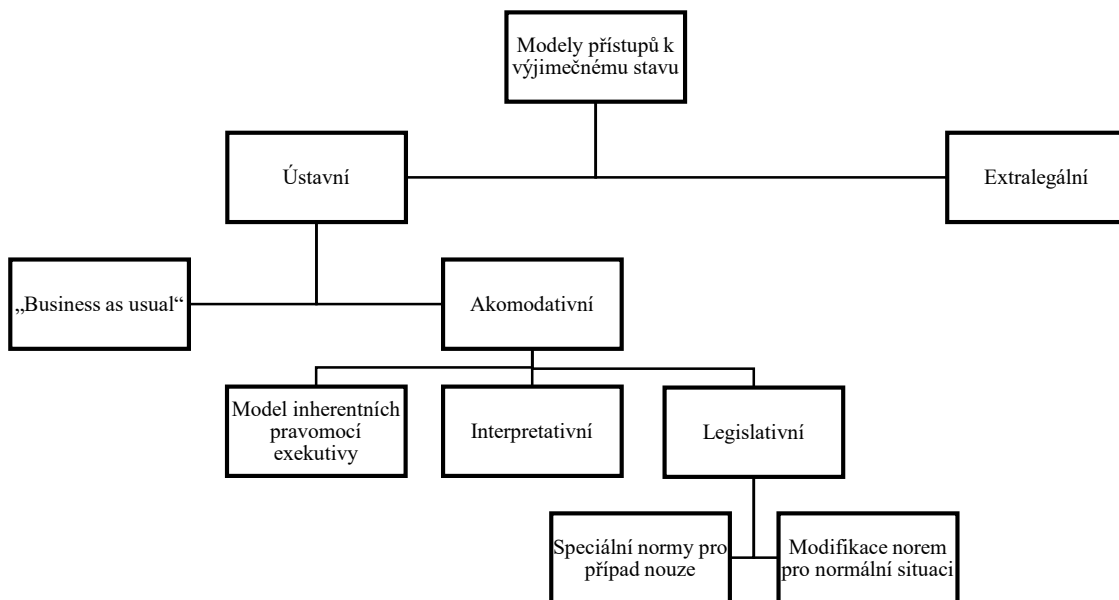 Modely přístupů k
výjimečnému stavu
Ústavní
Extralegální
„Business as usual“
Akomodativní
Model inherentních
pravomocí
exekutivy
Interpretativní
Legislativní
Speciální normy pro
případ nouze
Modifikace norem
pro normální situaci